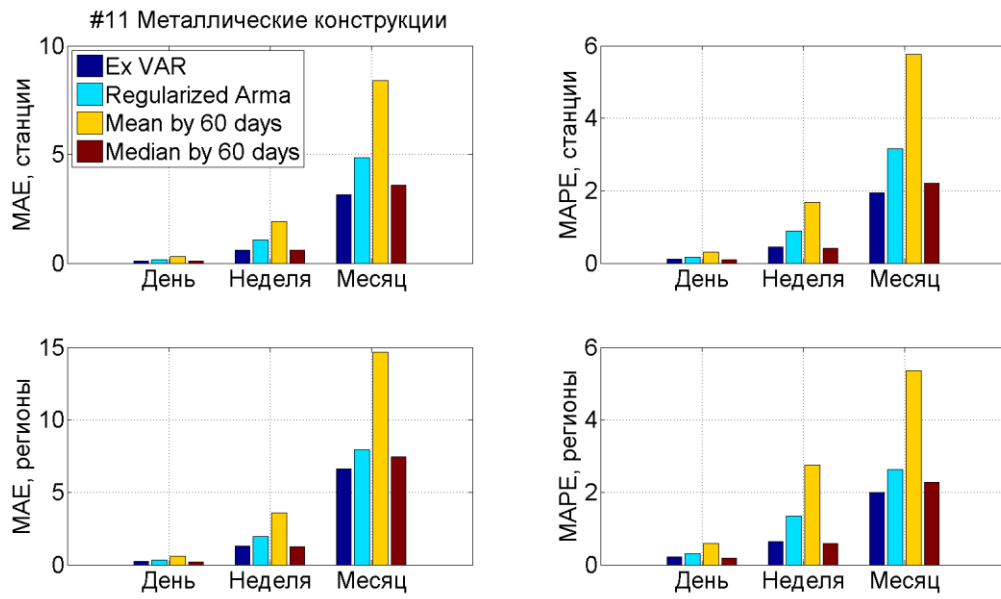 #11 Металлические конструкции
MAE, станции
10
5
0
Ex VAR
Regularized Arma
Mean by 60 days
Median by 60 days
День Неделя Месяц
MAPE, станции
6
4
2
0
День Неделя Месяц
MAE, регионы
15
10
5
0
День Неделя Месяц
MAPE, регионы
6
4
2
0
День Неделя Месяц